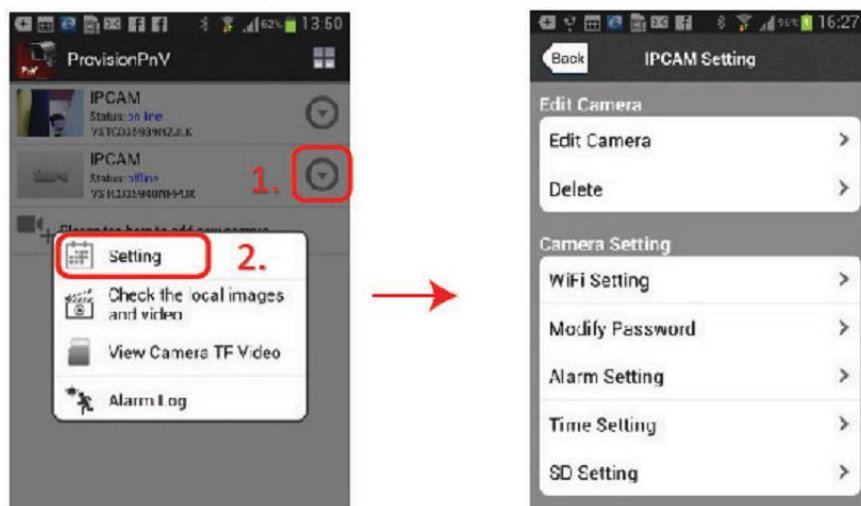 62% 13:50
ProvisionPnV
IPCAM
Status: on line
IPCAM
Status: offline
1.
Setting
2.
Check the local images
and video
View Camera TF Video
Alarm Log
96% 16:27
Back
IPCAM Setting
Edit Camera
Edit Camera
Delete
Camera Setting
WiFi Setting
Modify Password
Alarm Setting
Time Setting
SD Setting